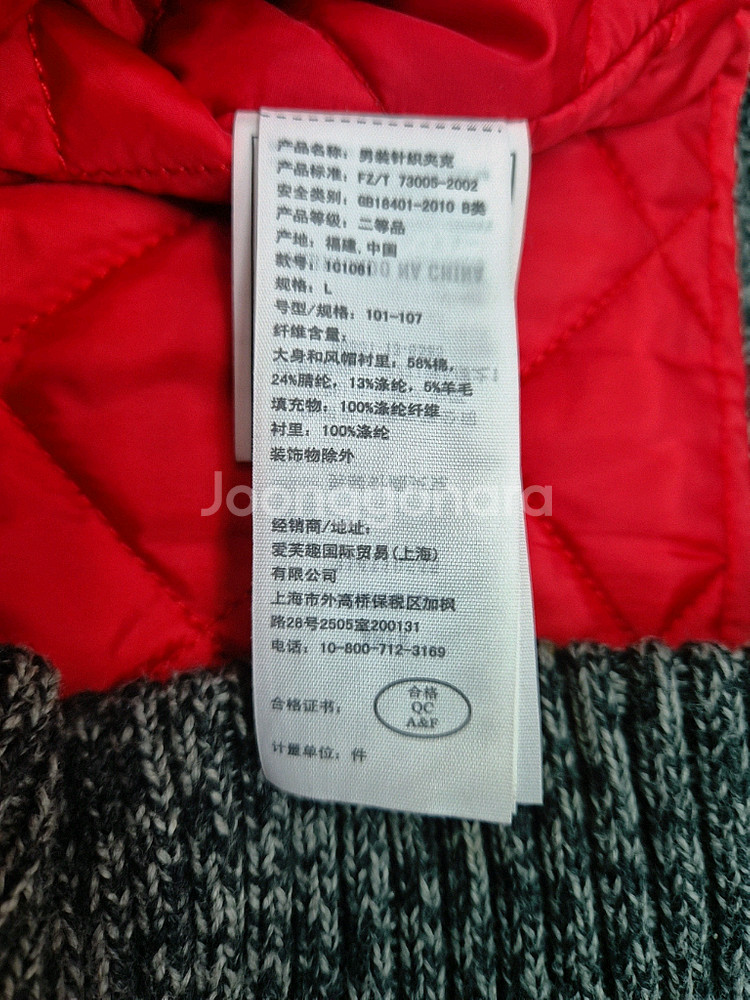 产品名称：男装针织夹克
产品标准：FZ/T 73005-2002
安全类别：GB18401-2010 B类
产品等级：二等品
产地：福建,中国
款号：101061
规格：L
号型/规格：101-107
纤维含量：
大身和风帽衬里：58%棉,
24%腈纶, 13%涤纶, 5%羊毛
填充物：100%涤纶纤维
衬里：100%涤纶
装饰物除外
Joonggonara
经销商/地址：
爱芙趣国际贸易(上海)
有限公司
上海市外高桥保税区加枫
路28号2505室200131
电话：10-800-712-3169
合格证书：
合格
QC
A&F
计量单位：件